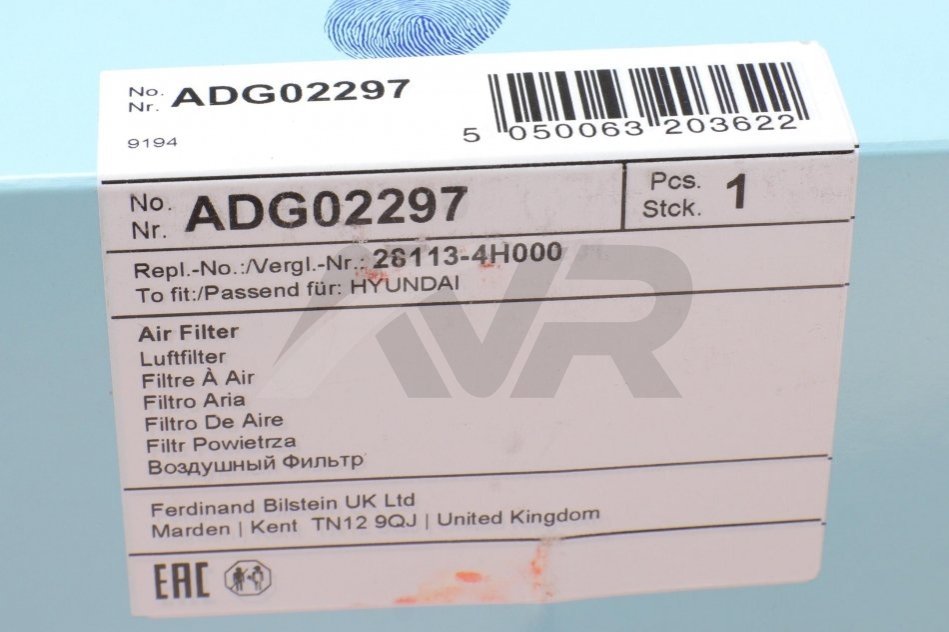 No. ADG02297
Nr.
9194
5 050063 203622
No. ADG02297
Nr.
Pcs. 1
Stck.
Repl.-No.:/Vergl.-Nr.: 28113-4H000
To fit:/Passend für: HYUNDAI
Air Filter
Luftfilter
Filtre À Air
Filtro Aria
Filtro De Aire
Filtr Powietrza
Воздушный Фильтр
Ferdinand Bilstein UK Ltd
Marden | Kent TN12 9QJ | United Kingdom
EAC
AVR